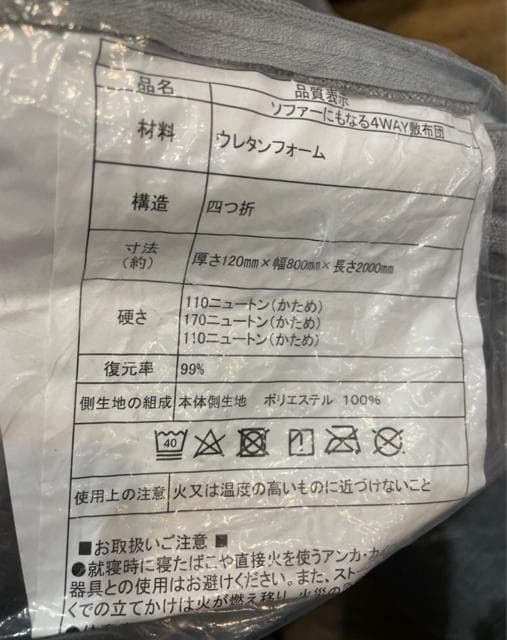 品質表示
品名 ソファーにもなる4WAY敷布団
材料 ウレタンフォーム
構造 四つ折
寸法(約) 厚さ120mm×幅800mm×長さ2000mm
硬さ 110ニュートン(かため)
170ニュートン(かため)
110ニュートン(かため)
復元率 99%
側生地の組成 本体側生地 ポリエステル 100%
40
使用上の注意 火又は温度の高いものに近づけないこと
■お取扱いご注意■
●就寝時に寝たばこや直接火を使うアンカ・カ
器具との使用はお避けください。また、スト
くでの立てかけは火が燃え移り、火災の